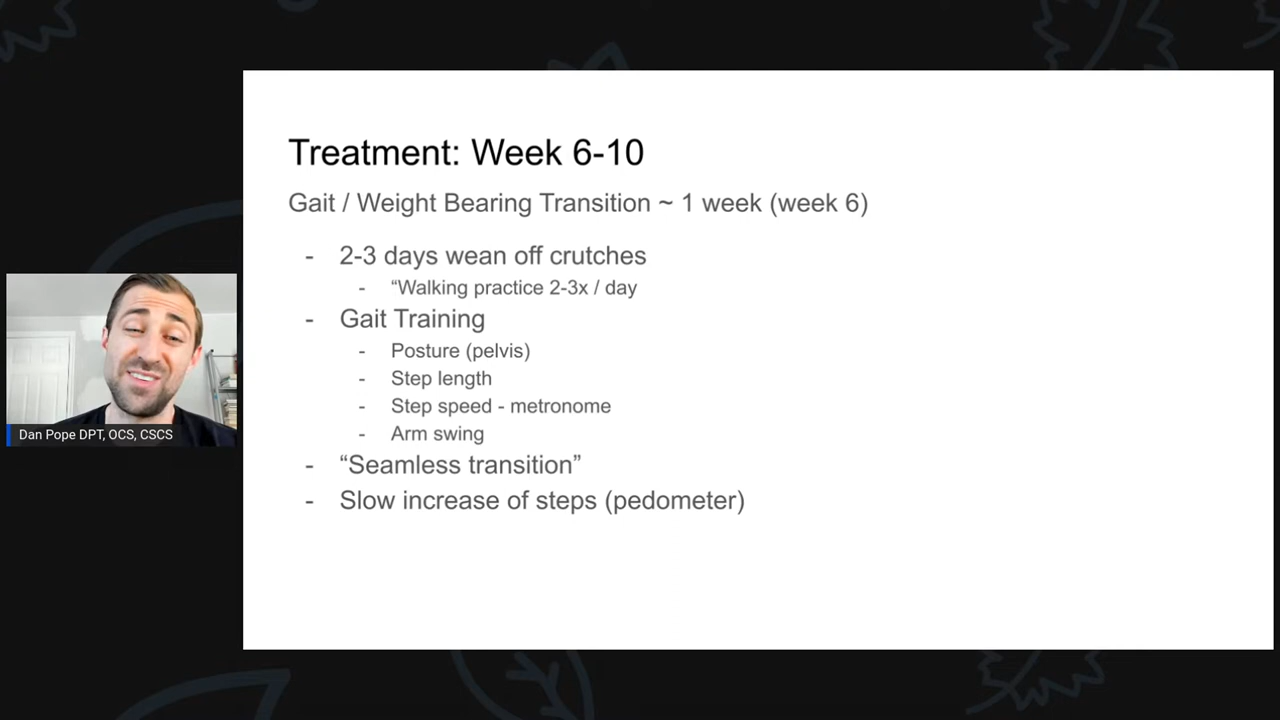 Treatment: Week 6-10
Gait / Weight Bearing Transition ~ 1 week (week 6)
- 2-3 days wean off crutches
- “Walking practice 2-3x / day
- Gait Training
- Posture (pelvis)
- Step length
- Step speed - metronome
- Arm swing
- “Seamless transition”
- Slow increase of steps (pedometer)
Dan Pope DPT, OCS, CSCS